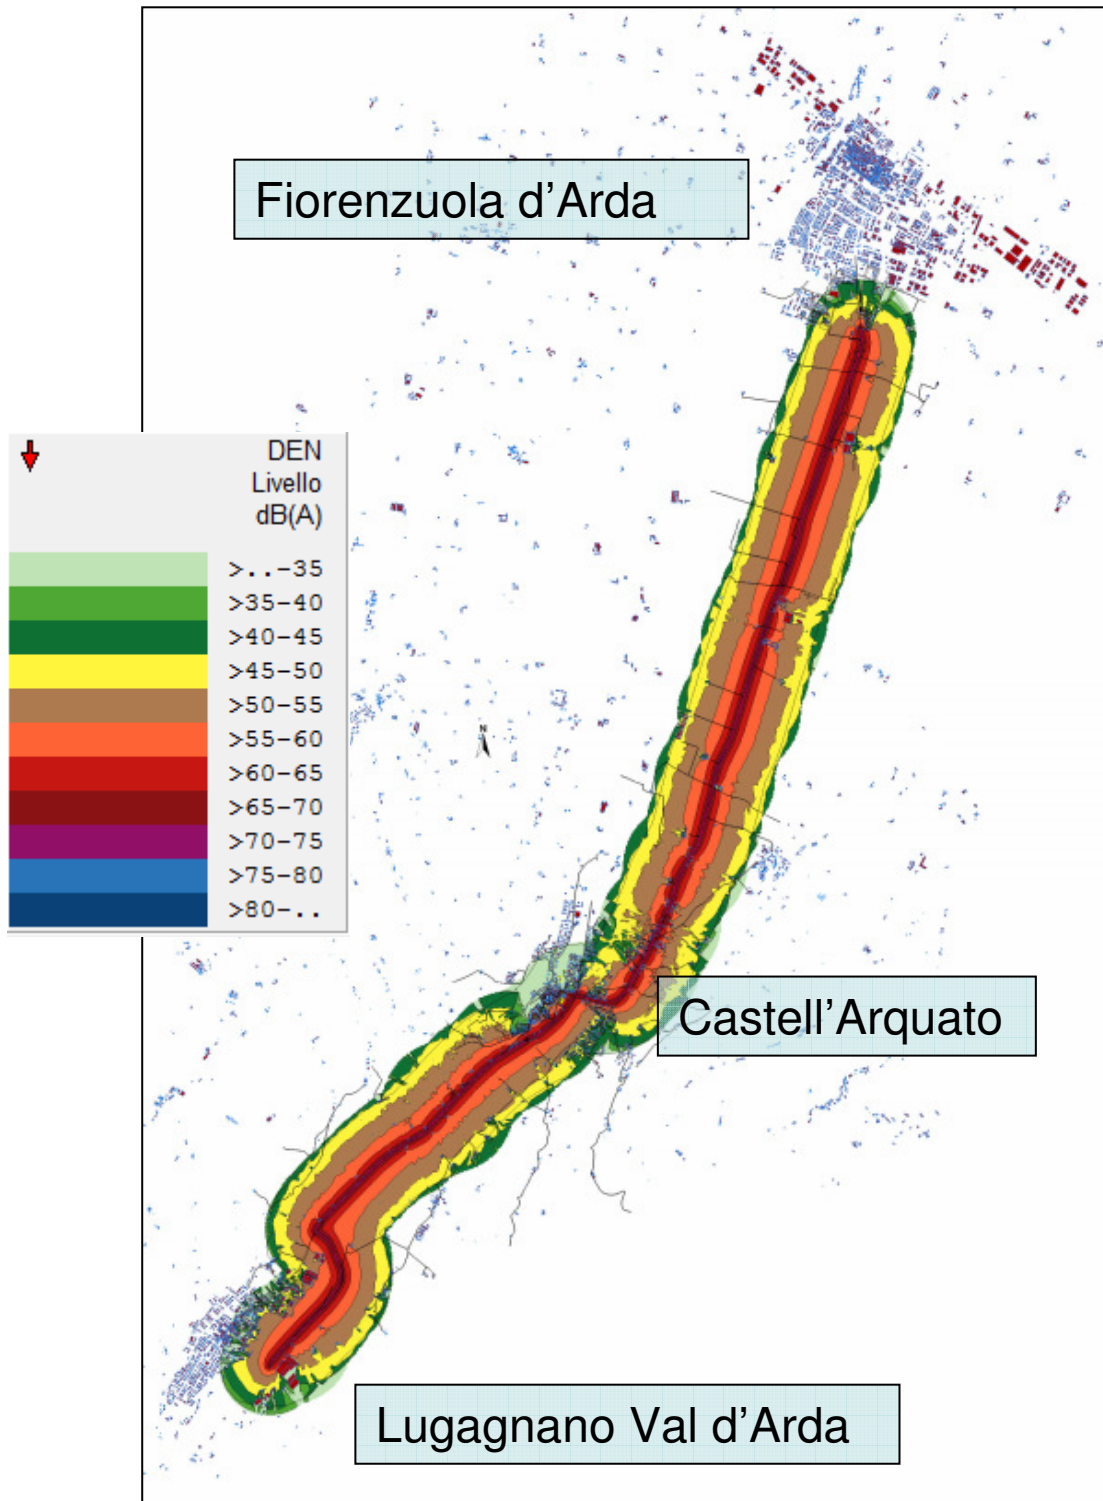 Fiorenzuola d’Arda
DEN
Livello
dB(A)
>..-35
>35-40
>40-45
>45-50
>50-55
>55-60
>60-65
>65-70
>70-75
>75-80
>80-..
N
Castell’Arquato
Lugagnano Val d’Arda